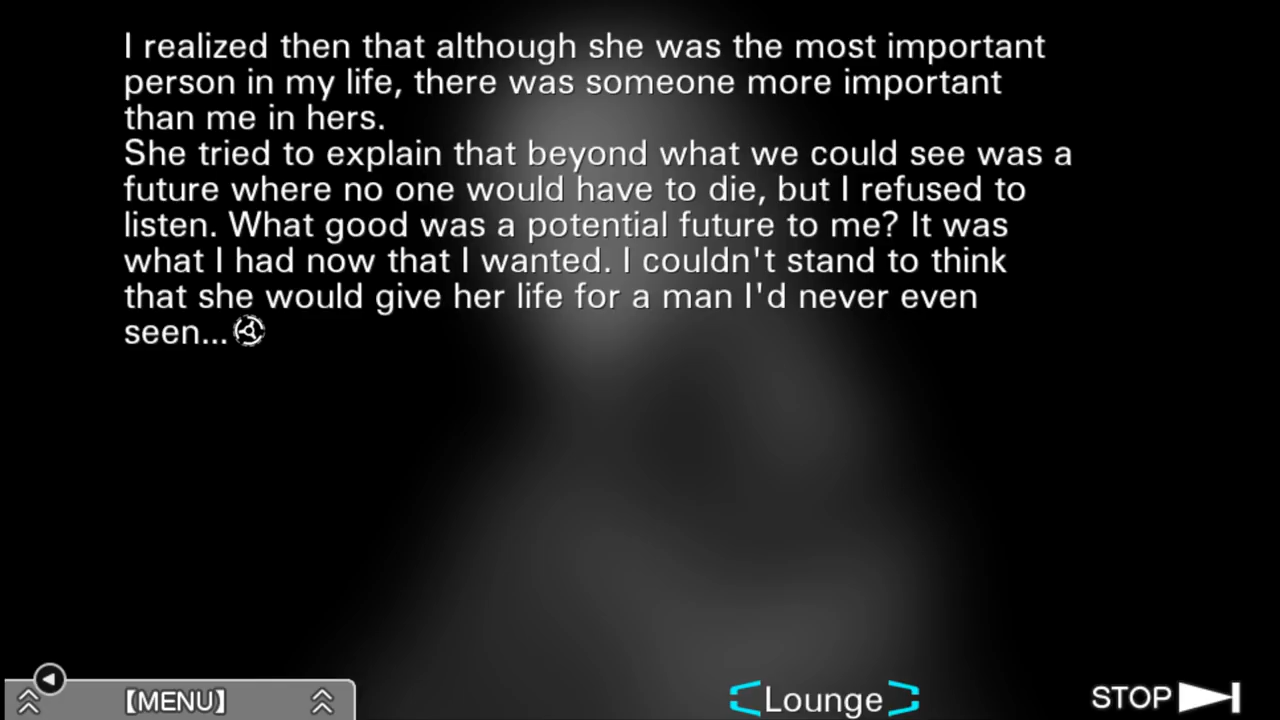 I realized then that although she was the most important
person in my life, there was someone more important
than me in hers.
She tried to explain that beyond what we could see was a
future where no one would have to die, but I refused to
listen. What good was a potential future to me? It was
what I had now that I wanted. I couldn't stand to think
that she would give her life for a man I'd never even
seen...
【MENU】
Lounge
STOP